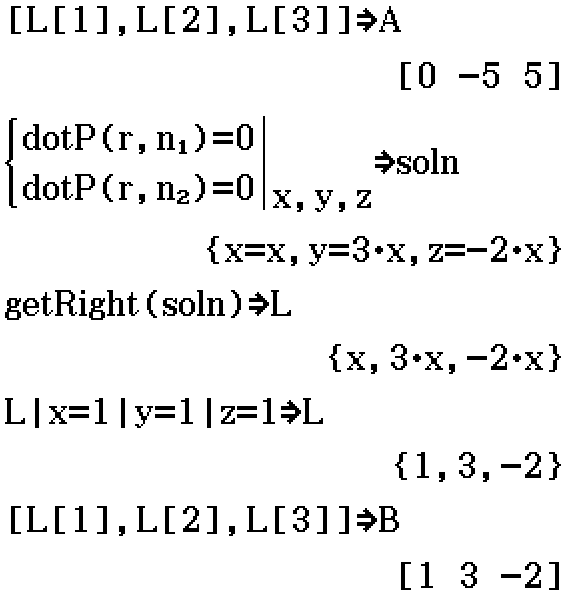 [L[1],L[2],L[3]]⇒A
[0 −5 5]
{dotP(r,n₁)=0
dotP(r,n₂)=0|x,y,z⇒soln
{x=x,y=3·x,z=−2·x}
getRight(soln)⇒L
{x,3·x,−2·x}
L|x=1|y=1|z=1⇒L
{1,3,−2}
[L[1],L[2],L[3]]⇒B
[1 3 −2]